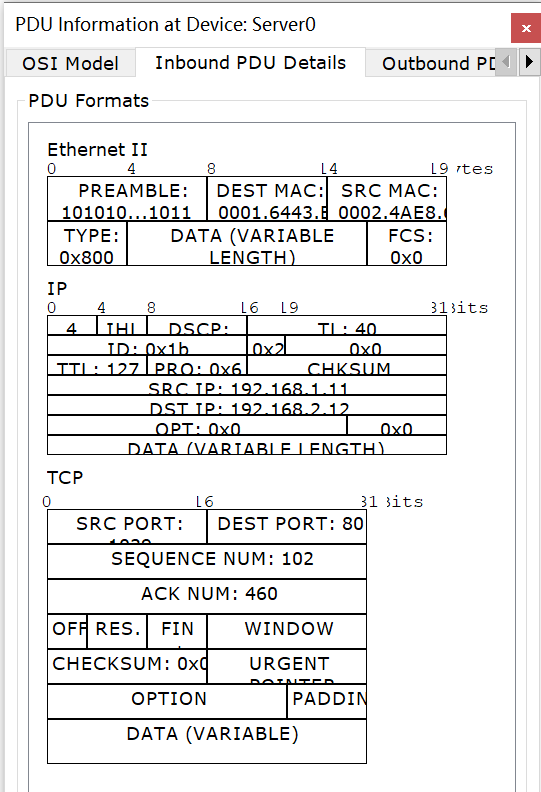 PDU Information at Device: Server0
x
OSI Model Inbound PDU Details Outbound PD
PDU Formats
Ethernet II
0 4 8 14 19 ytes
PREAMBLE: DEST MAC: SRC MAC:
101010...1011 0001.6443.E 0002.4AE8.
TYPE: DATA (VARIABLE FCS:
0x800 LENGTH) 0x0
IP
0 4 8 16 19 31 Bits
4 IHL DSCP: TL: 40
ID: 0x1b 0x2 0x0
TTL: 127 PRO: 0x6 CHKSUM
SRC IP: 192.168.1.11
DST IP: 192.168.2.12
OPT: 0x0 0x0
DATA (VARIABLE LENGTH)
TCP
0 16 31 Bits
SRC PORT: DEST PORT: 80
SEQUENCE NUM: 102
ACK NUM: 460
OFF RES. FIN WINDOW
CHECKSUM: 0x0 URGENT
POINTER
OPTION PADDIN
DATA (VARIABLE)